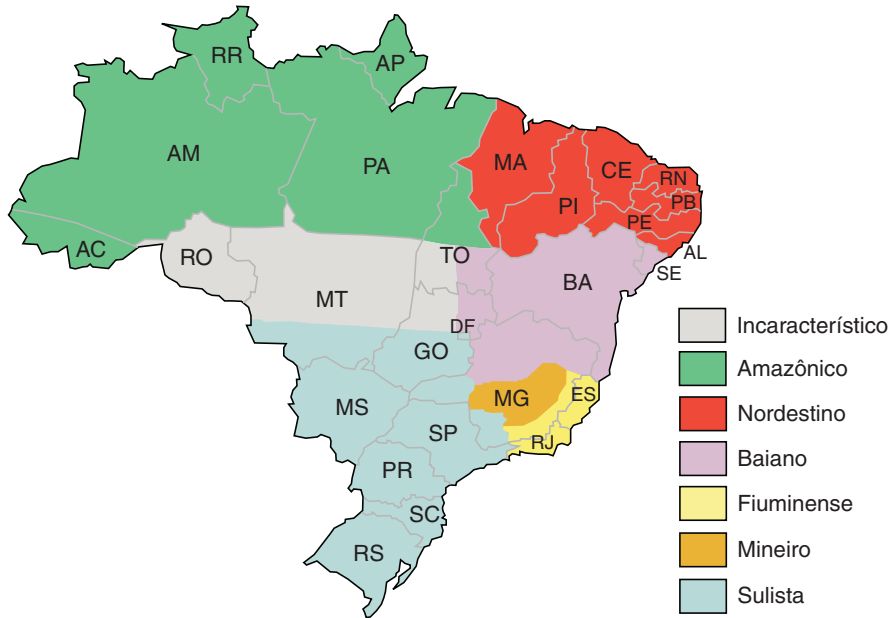 RR
AP
AM
PA
MA
CE
RN
PB
PI
PE
AL
AC
RO
TO
SE
BA
MT
DF
GO
MS
MG
ES
SP
RJ
PR
SC
RS
Incaracterístico
Amazônico
Nordestino
Baiano
Fiuminense
Mineiro
Sulista